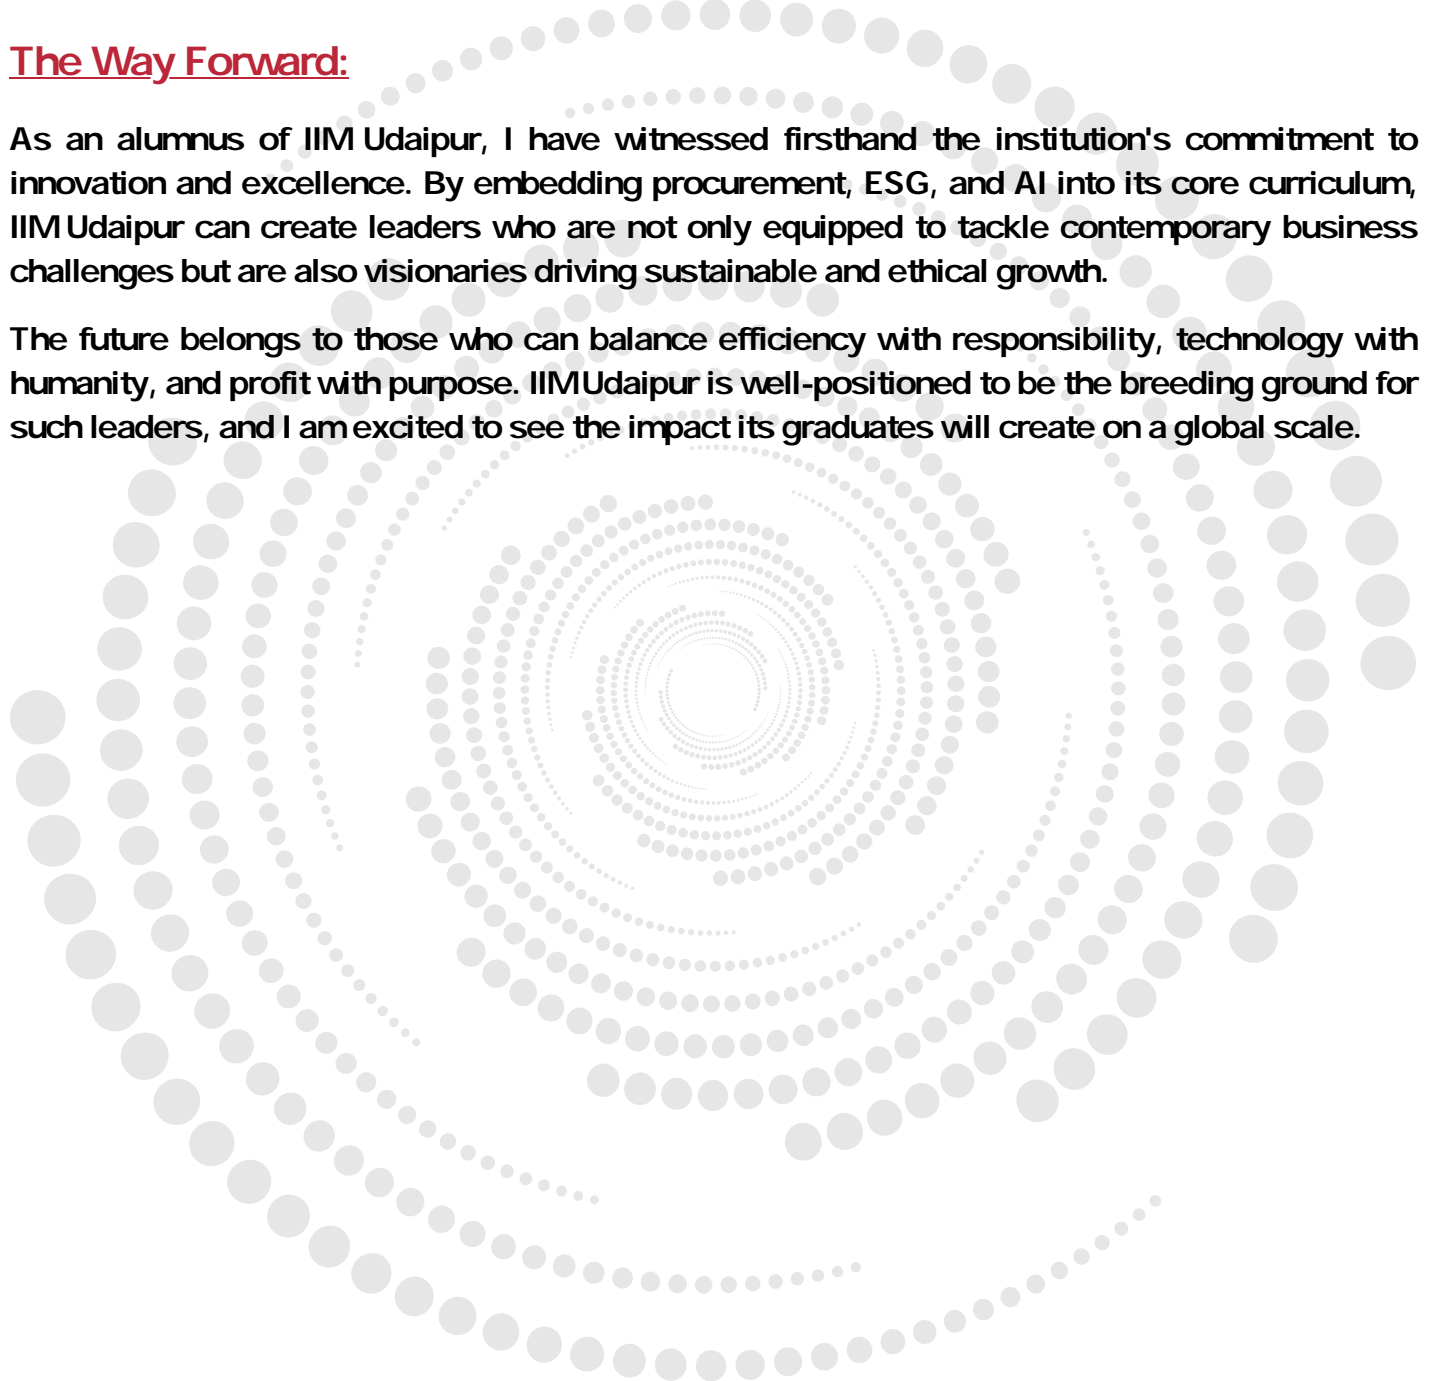 The Way Forward:
As an alumnus of IIM Udaipur, I have witnessed firsthand the institution's commitment to
innovation and excellence. By embedding procurement, ESG, and AI into its core curriculum,
IIM Udaipur can create leaders who are not only equipped to tackle contemporary business
challenges but are also visionaries driving sustainable and ethical growth.
The future belongs to those who can balance efficiency with responsibility, technology with
humanity, and profit with purpose. IIM Udaipur is well-positioned to be the breeding ground for
such leaders, and I am excited to see the impact its graduates will create on a global scale.